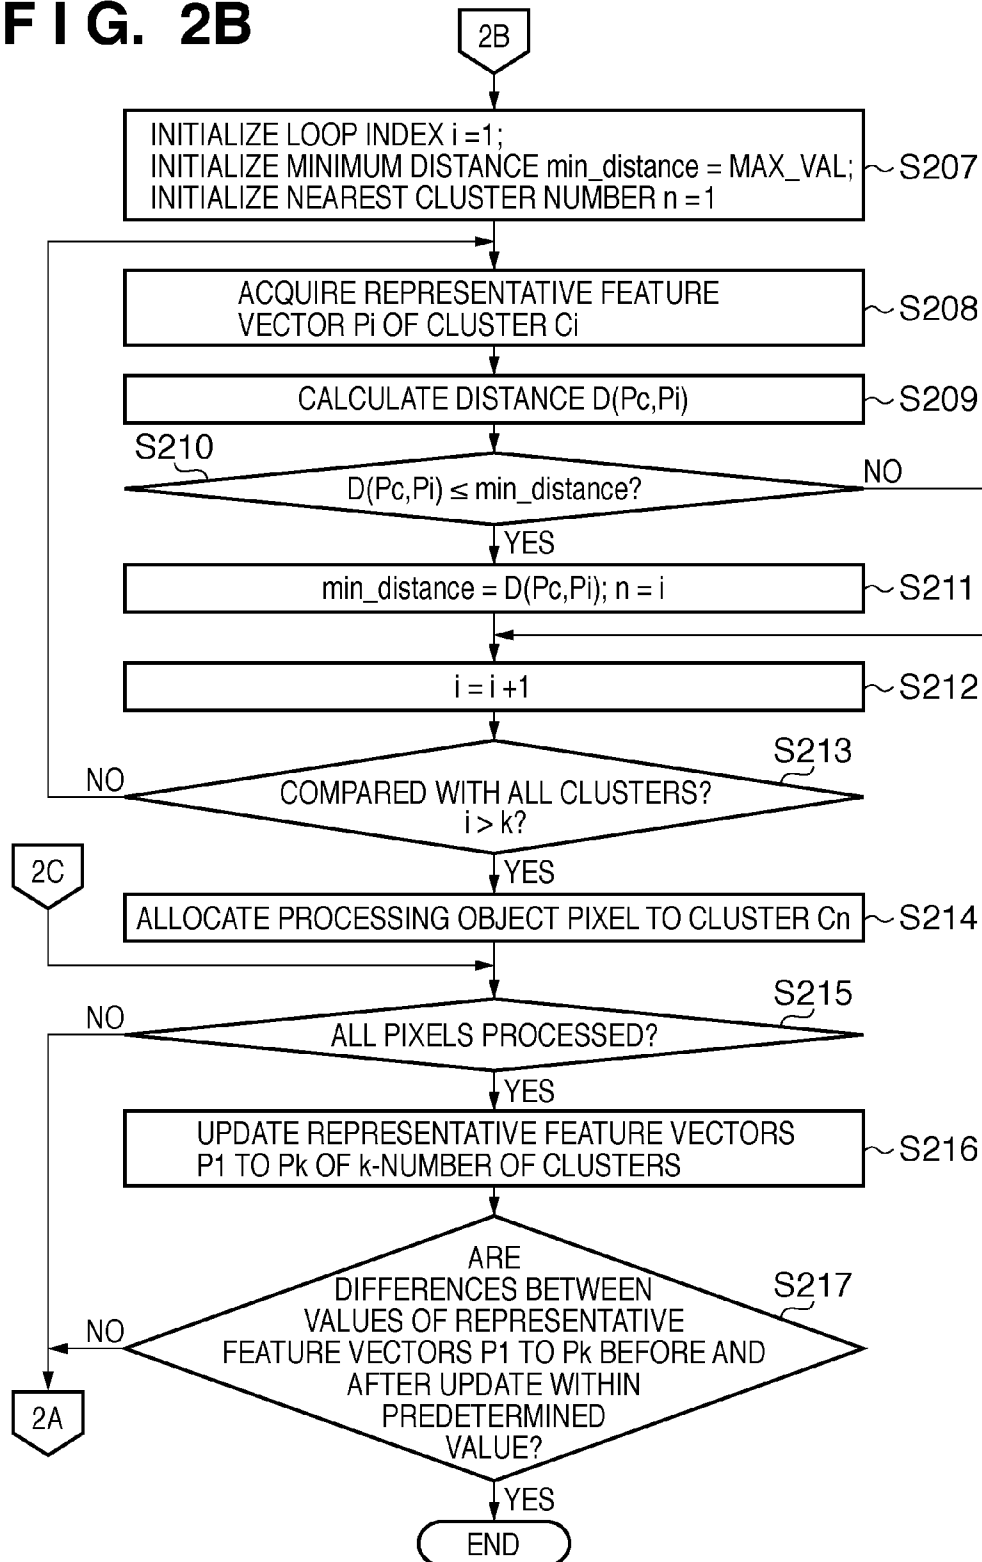 FIG. 2B
2B
INITIALIZE LOOP INDEX i =1;
INITIALIZE MINIMUM DISTANCE min_distance = MAX_VAL;
INITIALIZE NEAREST CLUSTER NUMBER n =1
S207
ACQUIRE REPRESENTATIVE FEATURE
VECTOR Pi OF CLUSTER Ci
S208
CALCULATE DISTANCE D(Pc,Pi)
S209
S210
D(Pc,Pi) ≤ min_distance?
NO
YES
min_distance = D(Pc,Pi); n = i
S211
i = i +1
S212
S213
COMPARED WITH ALL CLUSTERS?
i > k?
NO
YES
2C
ALLOCATE PROCESSING OBJECT PIXEL TO CLUSTER Cn
S214
S215
ALL PIXELS PROCESSED?
NO
YES
UPDATE REPRESENTATIVE FEATURE VECTORS
P1 TO Pk OF k-NUMBER OF CLUSTERS
S216
S217
ARE
DIFFERENCES BETWEEN
VALUES OF REPRESENTATIVE
FEATURE VECTORS P1 TO Pk BEFORE AND
AFTER UPDATE WITHIN
PREDETERMINED
VALUE?
NO
2A
YES
END